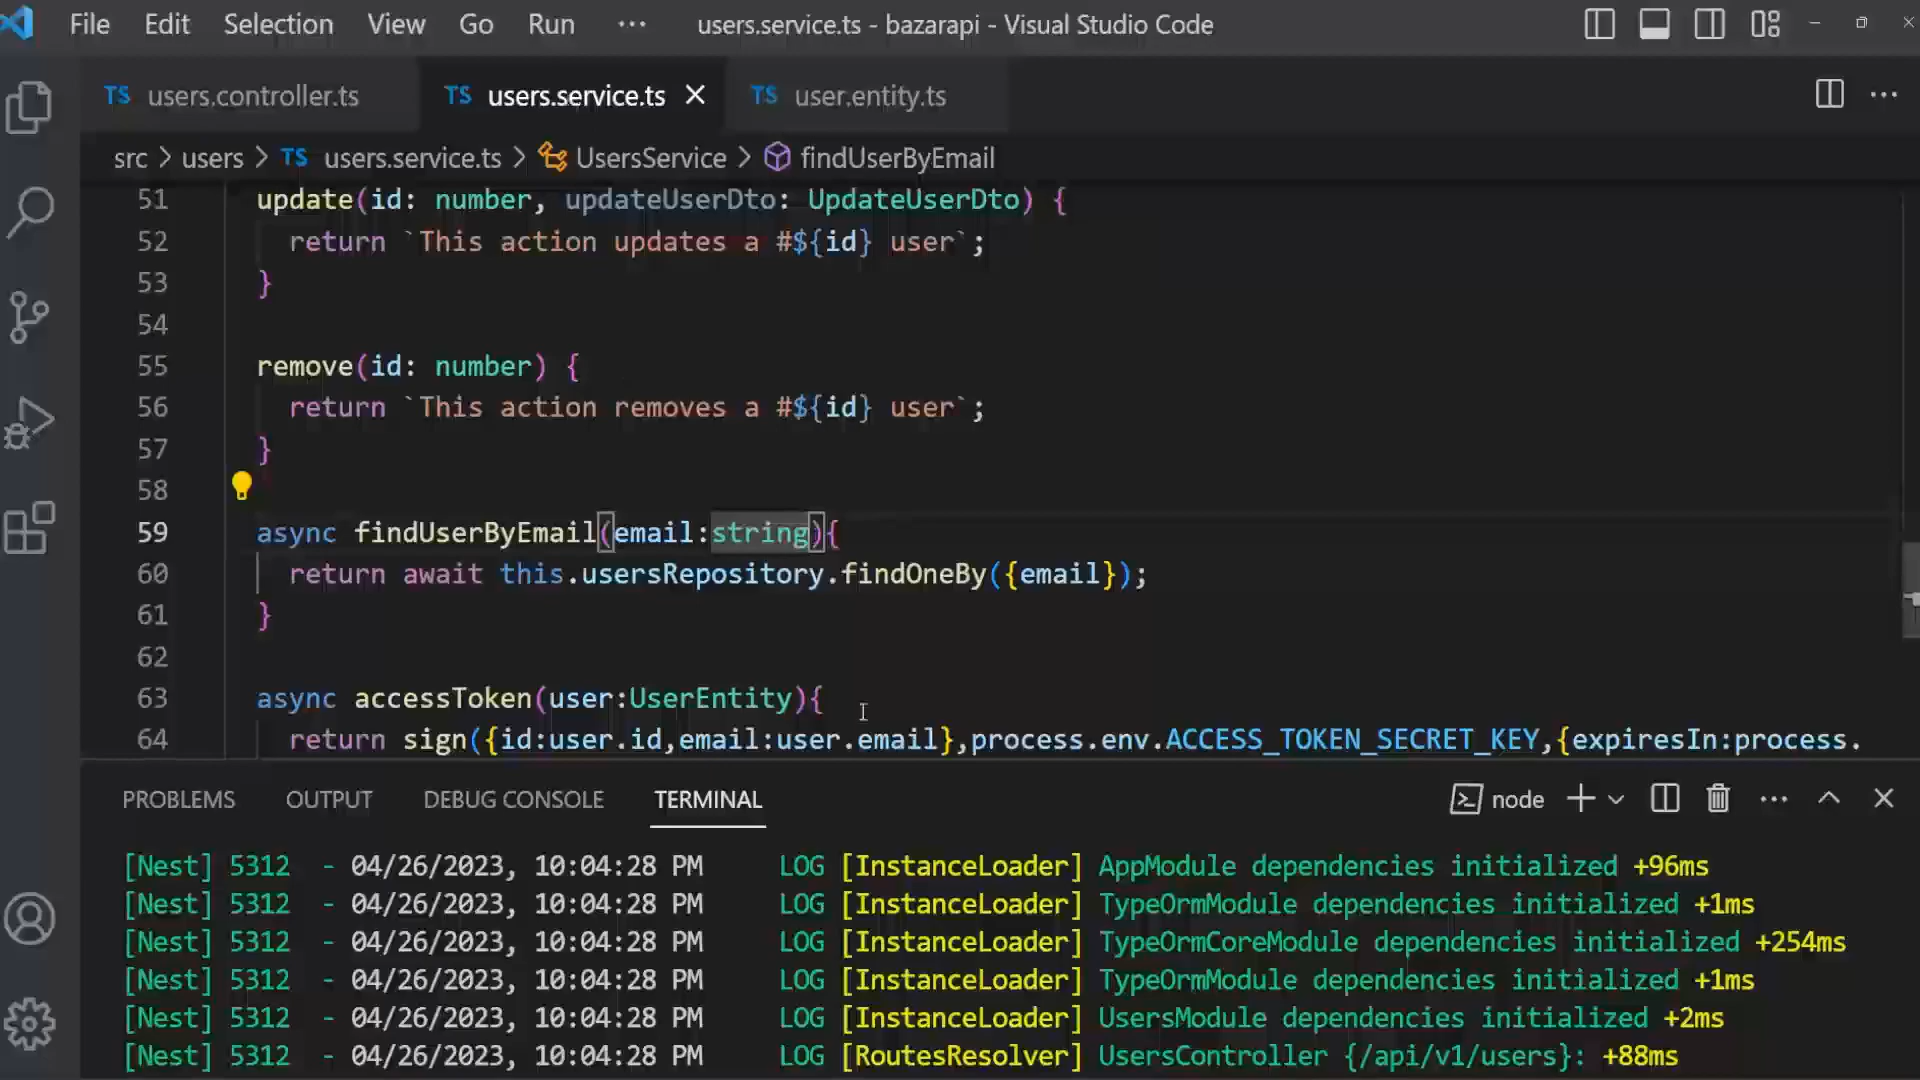 File Edit Selection View Go Run ··· users.service.ts - bazarapi - Visual Studio Code
TS users.controller.ts TS users.service.ts TS user.entity.ts
src > users > TS users.service.ts > UsersService > findUserByEmail
51 update(id: number, updateUserDto: UpdateUserDto) {
52 return `This action updates a #${id} user`;
53 }
54
55 remove(id: number) {
56 return `This action removes a #${id} user`;
57 }
58
59 async findUserByEmail(email:string){
60 return await this.usersRepository.findOneBy({email});
61 }
62
63 async accessToken(user:UserEntity){
64 return sign({id:user.id,email:user.email},process.env.ACCESS_TOKEN_SECRET_KEY,{expiresIn:process.
PROBLEMS OUTPUT DEBUG CONSOLE TERMINAL node
[Nest] 5312 - 04/26/2023, 10:04:28 PM LOG [InstanceLoader] AppModule dependencies initialized +96ms
[Nest] 5312 - 04/26/2023, 10:04:28 PM LOG [InstanceLoader] TypeOrmModule dependencies initialized +1ms
[Nest] 5312 - 04/26/2023, 10:04:28 PM LOG [InstanceLoader] TypeOrmCoreModule dependencies initialized +254ms
[Nest] 5312 - 04/26/2023, 10:04:28 PM LOG [InstanceLoader] TypeOrmModule dependencies initialized +1ms
[Nest] 5312 - 04/26/2023, 10:04:28 PM LOG [InstanceLoader] UsersModule dependencies initialized +2ms
[Nest] 5312 - 04/26/2023, 10:04:28 PM LOG [RoutesResolver] UsersController {/api/v1/users}: +88ms